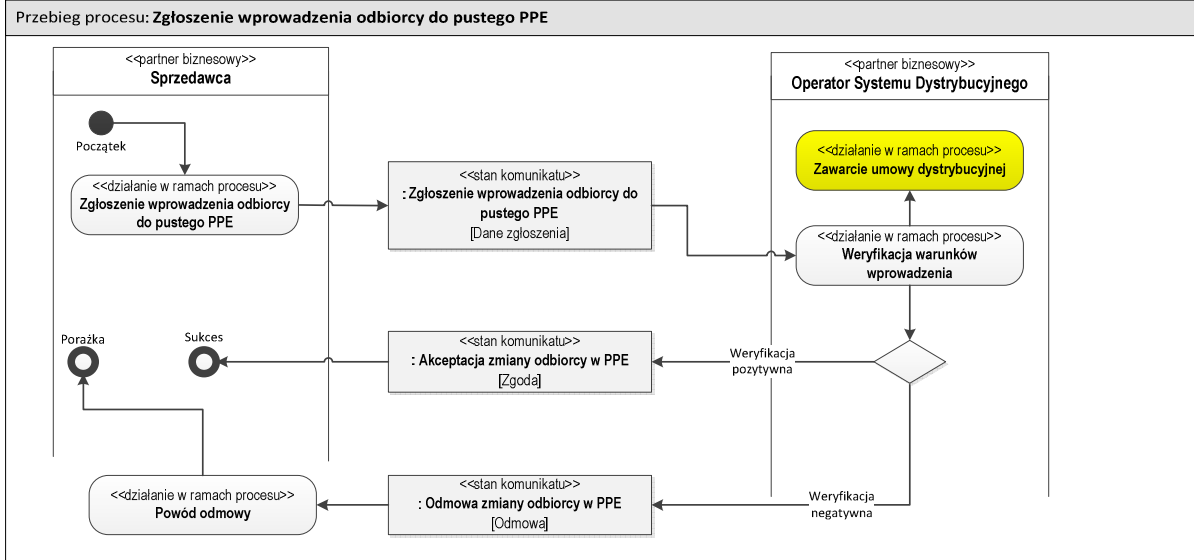 Przebieg procesu: Zgłoszenie wprowadzenia odbiorcy do pustego PPE
<<partner biznesowy>>
Sprzedawca
<<partner biznesowy>>
Operator Systemu Dystrybucyjnego
Początek
<<działanie w ramach procesu>>
Zgłoszenie wprowadzenia odbiorcy
do pustego PPE
<<stan komunikatu>>
: Zgłoszenie wprowadzenia odbiorcy do
pustego PPE
[Dane zgłoszenia]
<<działanie w ramach procesu>>
Zawarcie umowy dystrybucyjnej
<<działanie w ramach procesu>>
Weryfikacja warunków
wprowadzenia
Porażka
Sukces
<<stan komunikatu>>
: Akceptacja zmiany odbiorcy w PPE
[Zgoda]
Weryfikacja
pozytywna
<<działanie w ramach procesu>>
Powód odmowy
<<stan komunikatu>>
: Odmowa zmiany odbiorcy w PPE
[Odmowa]
Weryfikacja
negatywna